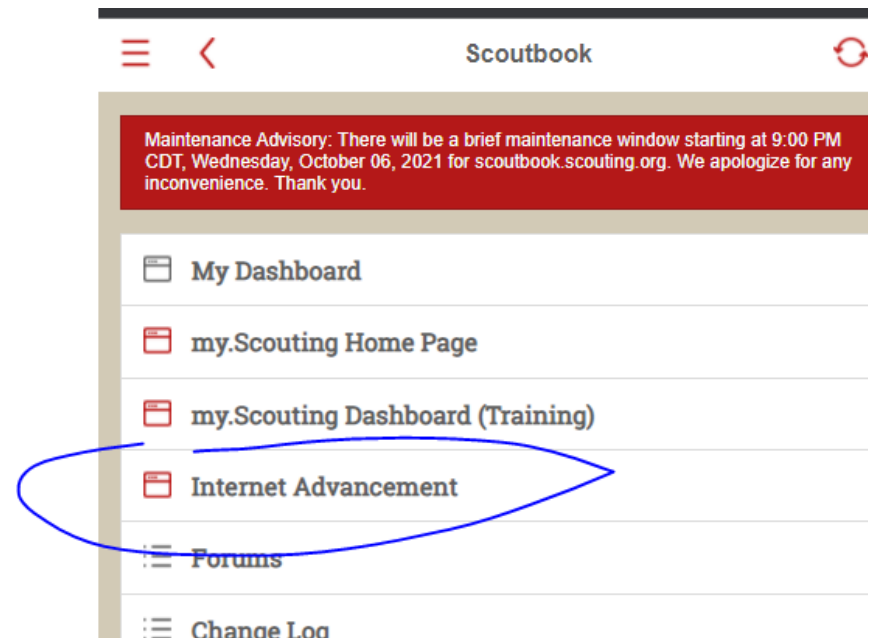 Scoutbook
Maintenance Advisory: There will be a brief maintenance window starting at 9:00 PM
CDT, Wednesday, October 06, 2021 for scoutbook.scouting.org. We apologize for any
inconvenience. Thank you.
My Dashboard
my.Scouting Home Page
my.Scouting Dashboard (Training)
Internet Advancement
Forums
Change Log